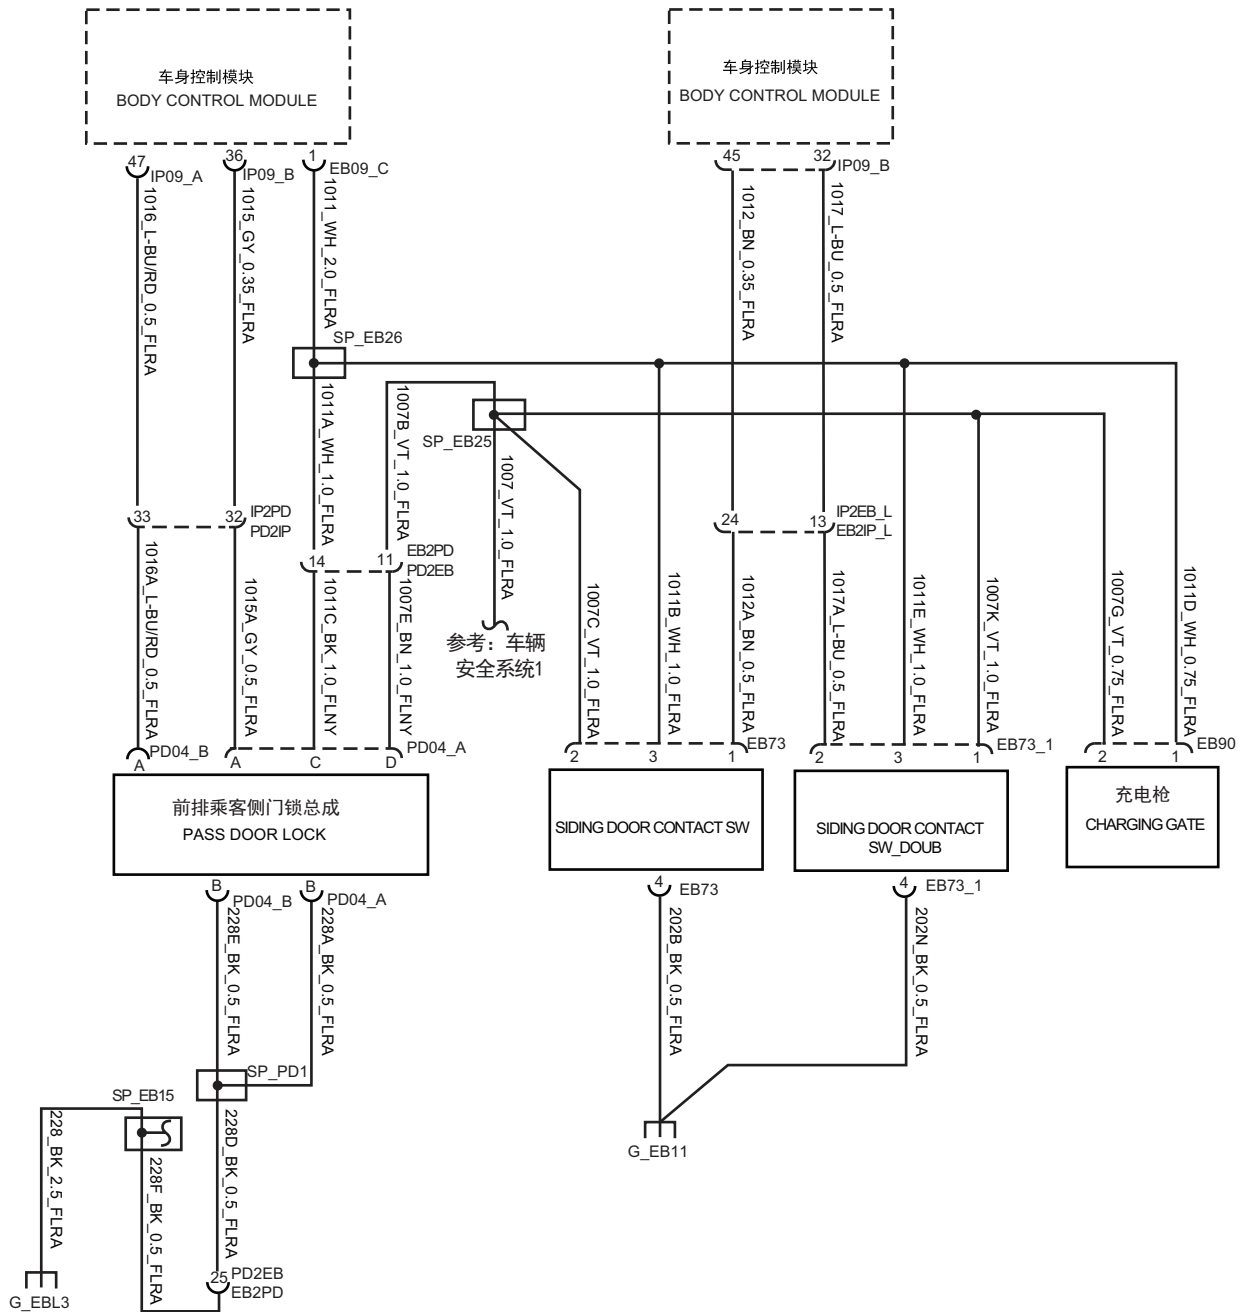 车身控制模块
BODY CONTROL MODULE
车身控制模块
BODY CONTROL MODULE
47
IP09_A
36
IP09_B
1
EB09_C
45
32
IP09_B
1016_L-BU/RD_0.5_FLRA
1015_GY_0.35_FLRA
1011_WH_2.0_FLRA
1012_BN_0.35_FLRA
1017_L-BU_0.5_FLRA
SP_EB26
1011A_WH_1.0_FLRA
1007B_VT_1.0_FLRA
SP_EB25
1007_VT_1.0_FLRA
33
32
IP2PD
PD2IP
24
13
IP2EB_L
EB2IP_L
14
11
EB2PD
PD2EB
1016A_L-BU/RD_0.5_FLRA
1015A_GY_0.5_FLRA
1011C_BK_1.0_FLNY
1007E_BN_1.0_FLNY
参考：车辆
安全系统1
1007C_VT_1.0_FLRA
1011B_WH_1.0_FLRA
1012A_BN_0.5_FLRA
1017A_L-BU_0.5_FLRA
1011E_WH_1.0_FLRA
1007K_VT_1.0_FLRA
1007G_VT_0.75_FLRA
1011D_WH_0.75_FLRA
A
PD04_B
A
C
D
PD04_A
2
3
1
EB73
2
3
1
EB73_1
2
1
EB90
前排乘客侧门锁总成
PASS DOOR LOCK
SIDING DOOR CONTACT SW
SIDING DOOR CONTACT
SW_DOUB
充电枪
CHARGING GATE
B
PD04_B
B
PD04_A
4
EB73
4
EB73_1
228E_BK_0.5_FLRA
228A_BK_0.5_FLRA
202B_BK_0.5_FLRA
202N_BK_0.5_FLRA
SP_PD1
SP_EB15
228_BK_2.5_FLRA
228F_BK_0.5_FLRA
228D_BK_0.5_FLRA
G_EB11
25
PD2EB
EB2PD
G_EBL3